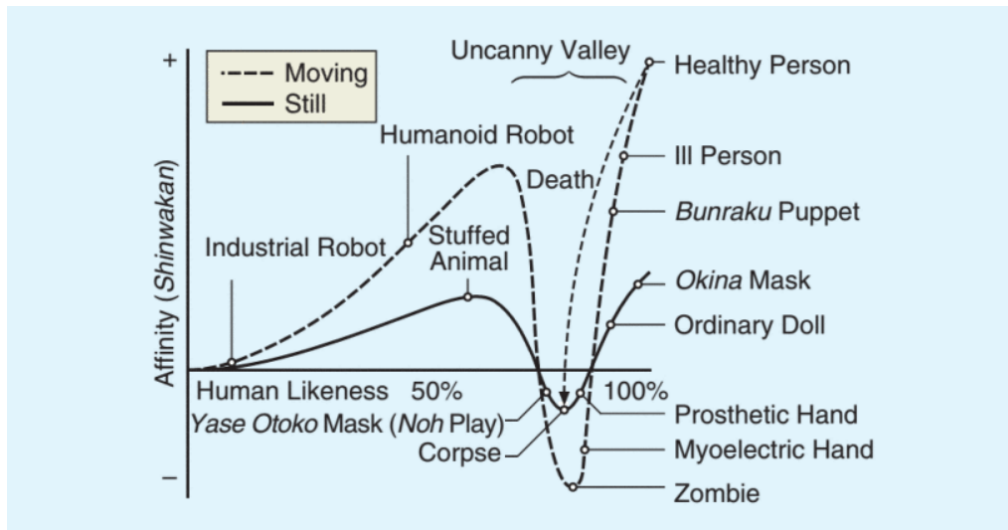 +
Uncanny Valley
Healthy Person
Moving
Still
Humanoid Robot
Ill Person
Death
Bunraku Puppet
Industrial Robot
Stuffed
Animal
Okina Mask
Ordinary Doll
Affinity (Shinwakan)
Human Likeness 50% 100%
Yase Otoko Mask (Noh Play)
Prosthetic Hand
Corpse
Myoelectric Hand
–
Zombie